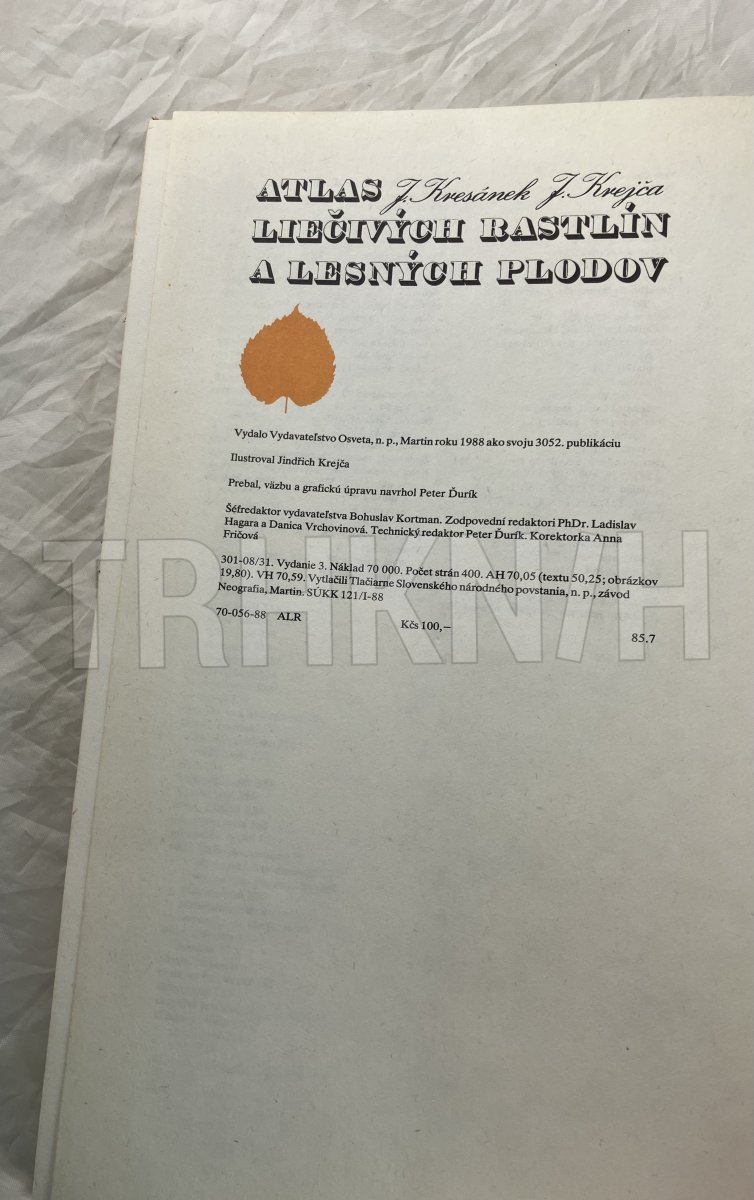 ATLAS J. Kresánek J. Krejča
LIEČIVÝCH RASTLÍN
A LESNÝCH PLODOV
Vydalo Vydavateľstvo Osveta, n. p., Martin roku 1988 ako svoju 3052. publikáciu
Ilustroval Jindřich Krejča
Prebal, väzbu a grafickú úpravu navrhol Peter Ďurík
Šéfredaktor vydavateľstva Bohuslav Kortman. Zodpovední redaktori PhDr. Ladislav
Hagara a Danica Vrchovinová. Technický redaktor Peter Ďurík. Korektorka Anna
Fričová
301-08/31. Vydanie 3. Náklad 70 000. Počet strán 400. AH 70,05 (textu 50,25; obrázkov
19,80). VH 70,59. Vytlačili Tlačiarne Slovenského národného povstania, n. p., závod
Neografia, Martin. SÚKK 121/I-88
70-056-88 ALR Kčs 100,–
85.7
TRHKNIH